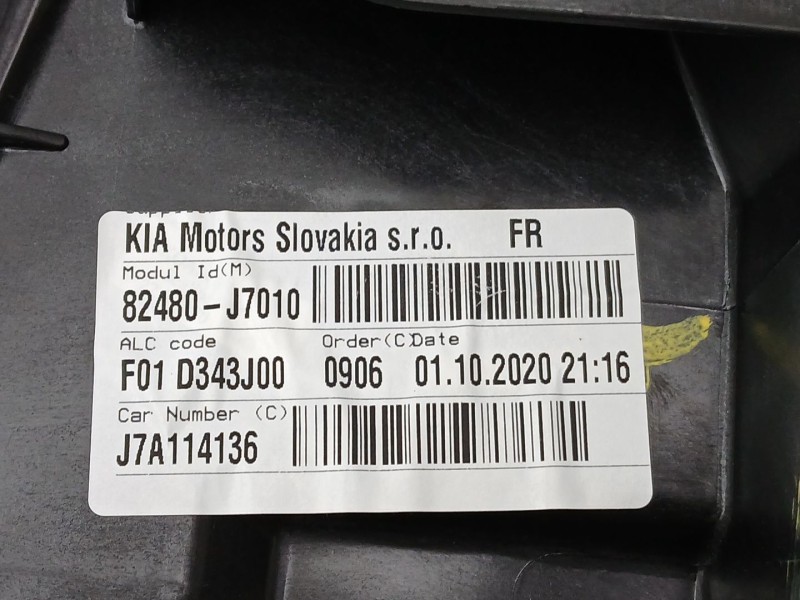 KIA Motors Slovakia s.r.o. FR
Modul Id(M)
82480-J7010
ALC code Order(C)Date
F01 D343J00 0906 01.10.2020 21:16
Car Number (C)
J7A114136